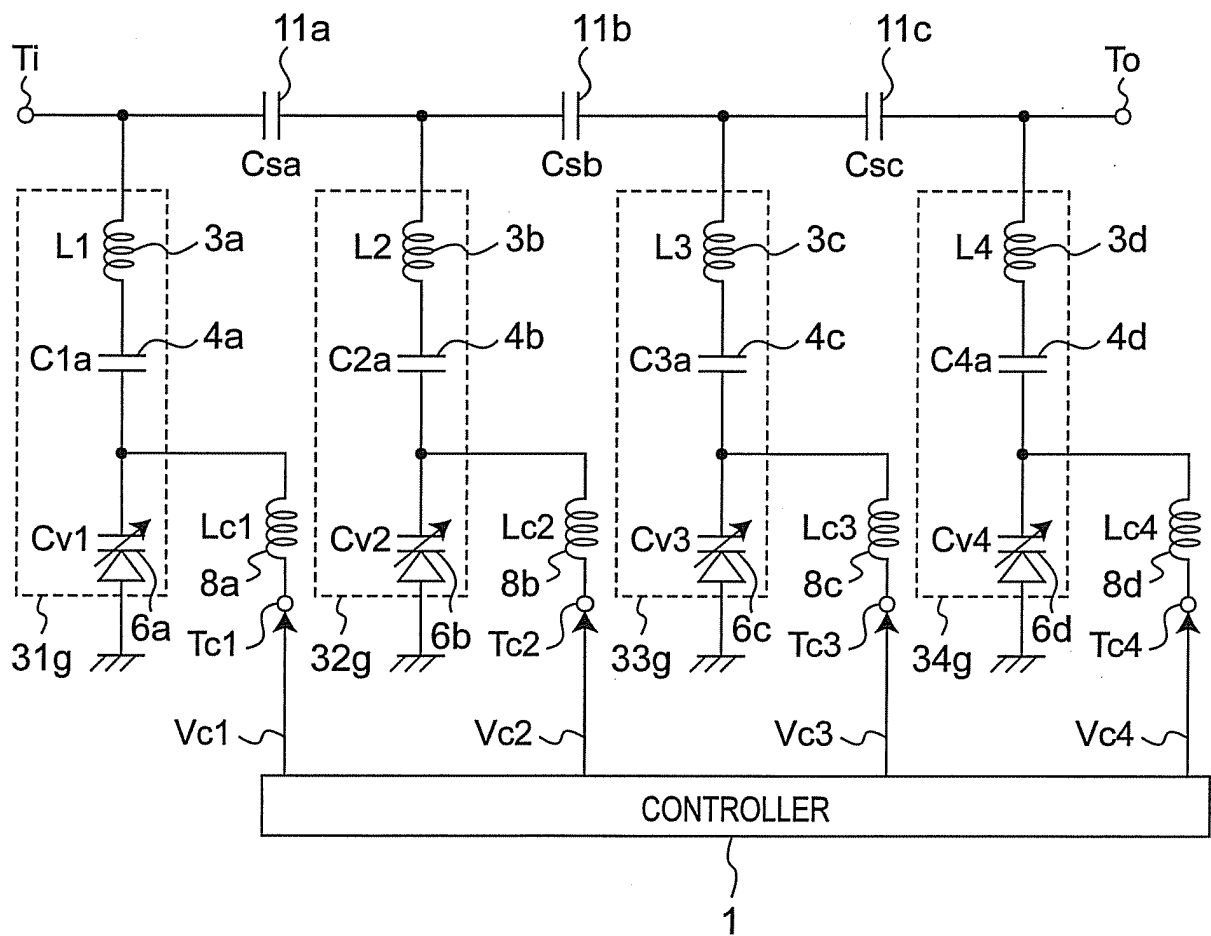 11a 11b 11c
Ti To
Csa Csb Csc
L1 3a L2 3b L3 3c L4 3d
C1a 4a C2a 4b C3a 4c C4a 4d
Cv1 Lc1 Cv2 Lc2 Cv3 Lc3 Cv4 Lc4
8a 8b 8c 8d
6a 6b 6c 6d
31g Tc1 32g Tc2 33g Tc3 34g Tc4
Vc1 Vc2 Vc3 Vc4
CONTROLLER
1